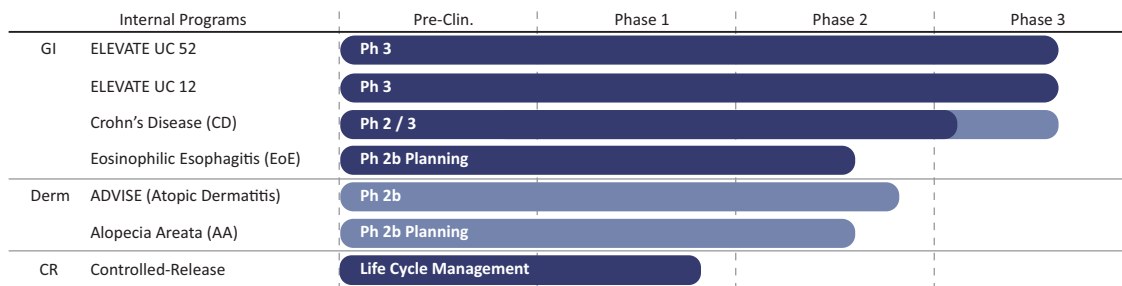 Internal Programs Pre-Clin. Phase 1 Phase 2 Phase 3
GI ELEVATE UC 52 Ph 3
ELEVATE UC 12 Ph 3
Crohn’s Disease (CD) Ph 2 / 3
Eosinophilic Esophagitis (EoE) Ph 2b Planning
Derm ADVISE (Atopic Dermatitis) Ph 2b
Alopecia Areata (AA) Ph 2b Planning
CR Controlled-Release Life Cycle Management